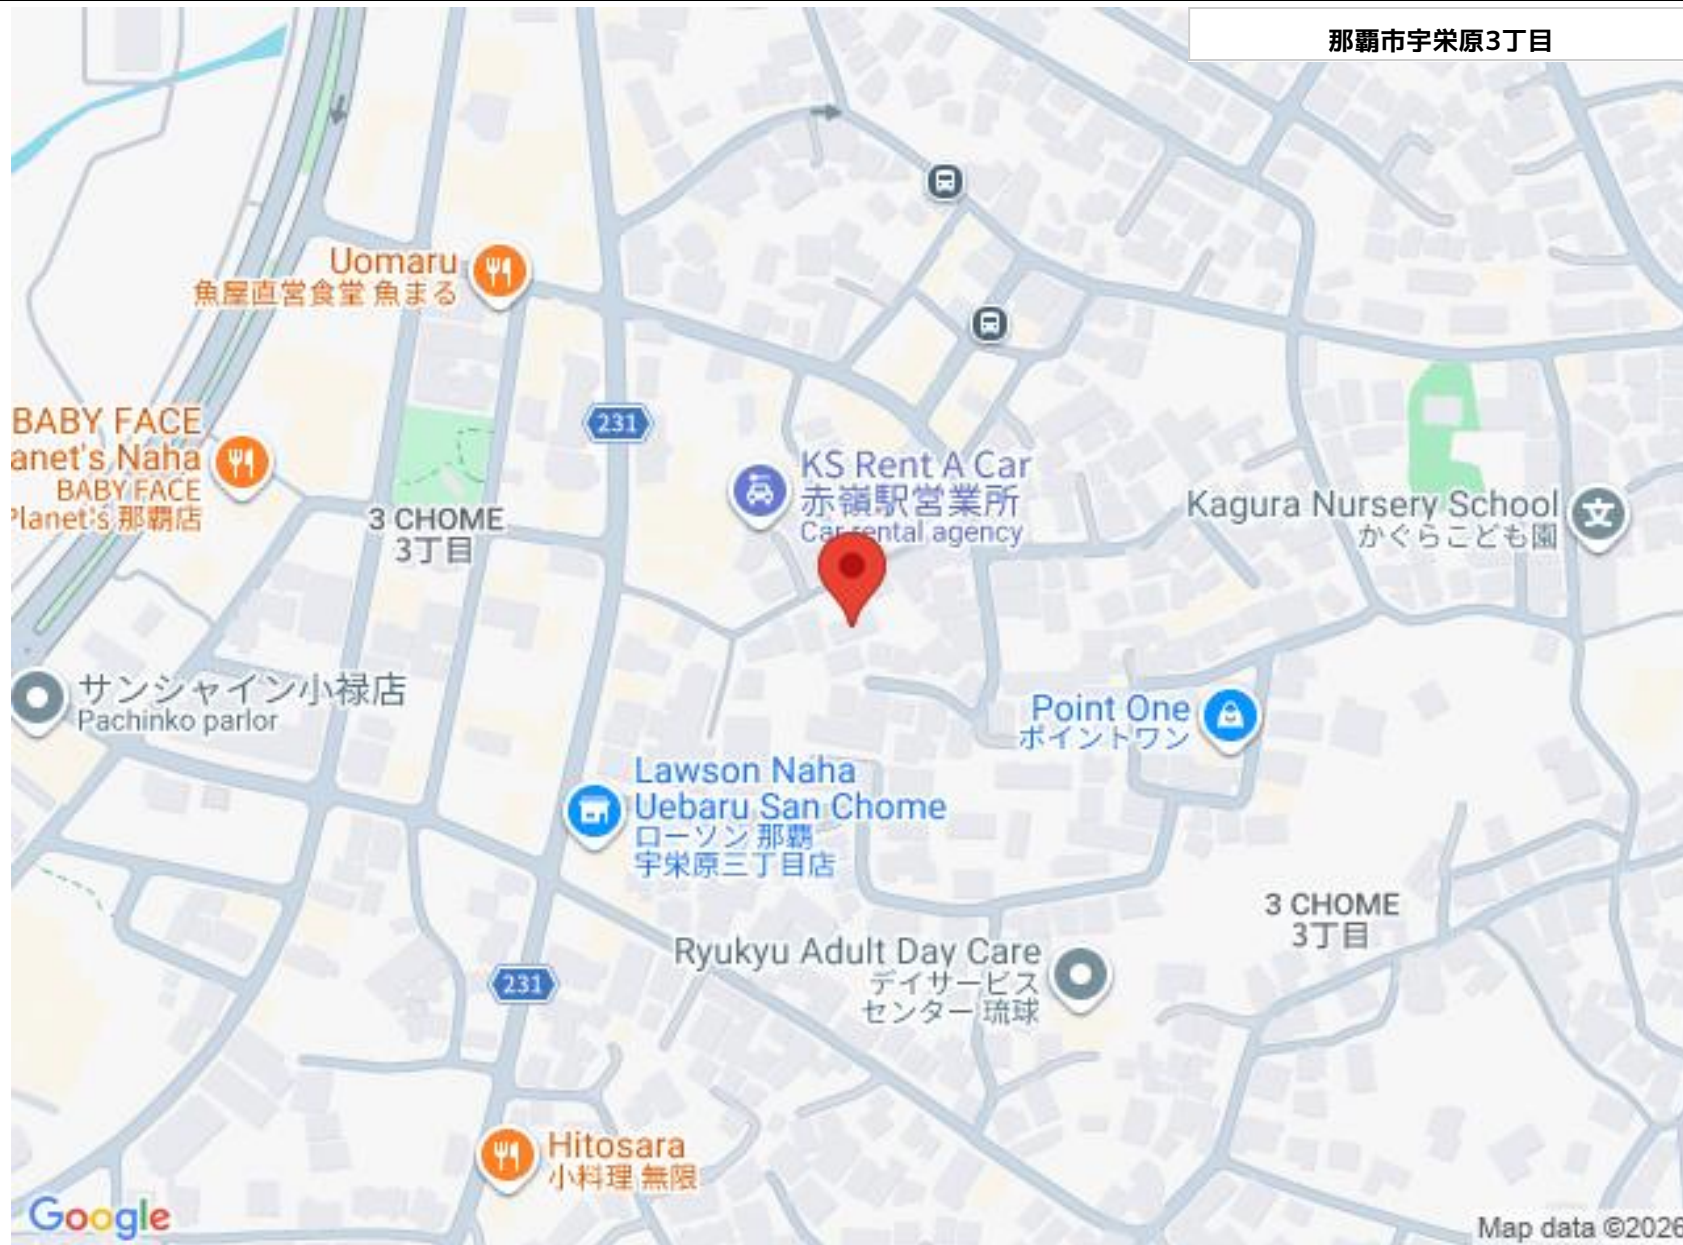 那覇市宇栄原3丁目
Uomaru
魚屋直営食堂 魚まる
BABY FACE
anet's Naha
BABY FACE
Planet's 那覇店
231
KS Rent A Car
赤嶺駅営業所
Car rental agency
Kagura Nursery School
かぐらこども園
文
3 CHOME
3丁目
サンシャイン小禄店
Pachinko parlor
Point One
ポイントワン
Lawson Naha
Uebaru San Chome
ローソン 那覇
宇栄原三丁目店
3 CHOME
3丁目
Ryukyu Adult Day Care
デイサービス
センター 琉球
231
Hitosara
小料理 無限
Google
Map data ©2026